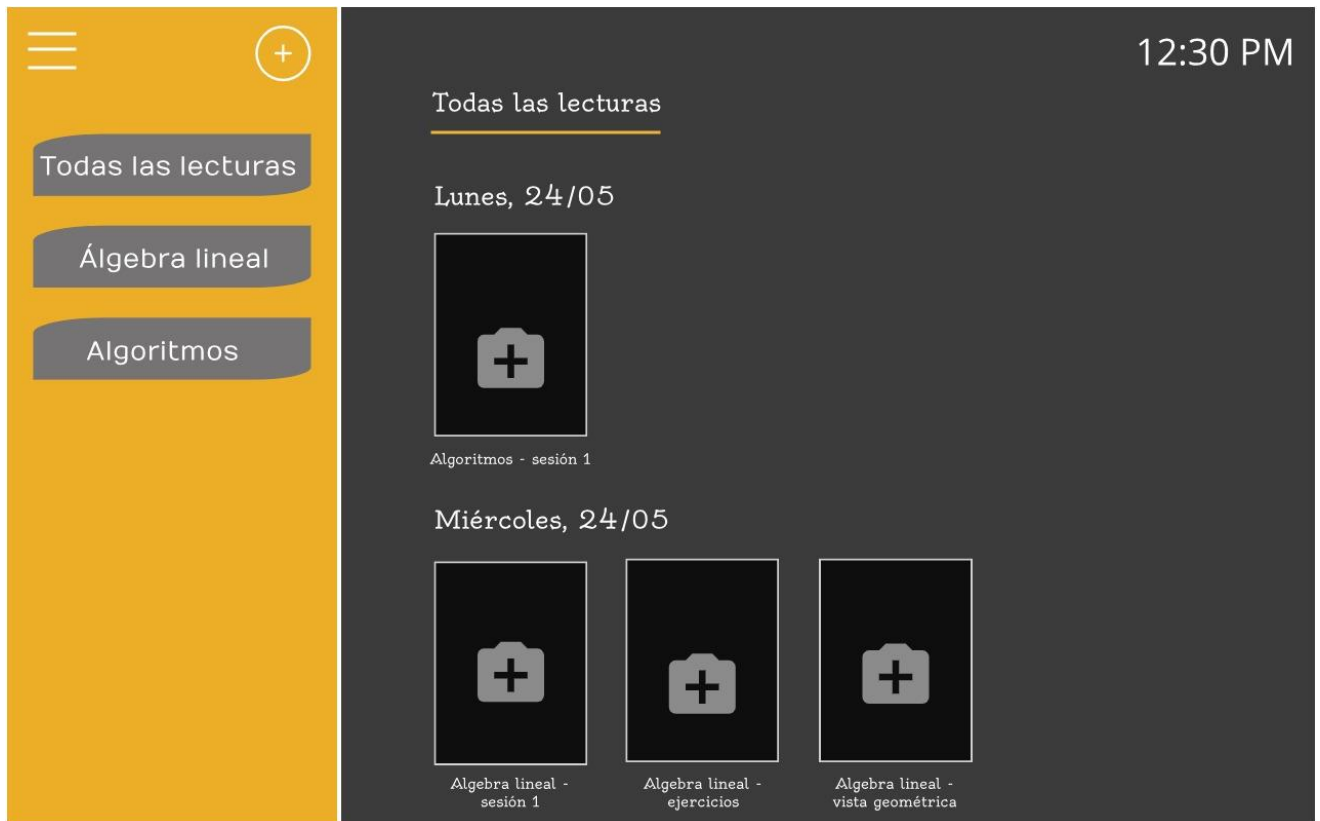 Todas las lecturas
Álgebra lineal
Algoritmos
12:30 PM
Todas las lecturas
Lunes, 24/05
Algoritmos - sesión 1
Miércoles, 24/05
Algebra lineal -
sesión 1
Algebra lineal -
ejercicios
Algebra lineal -
vista geométrica